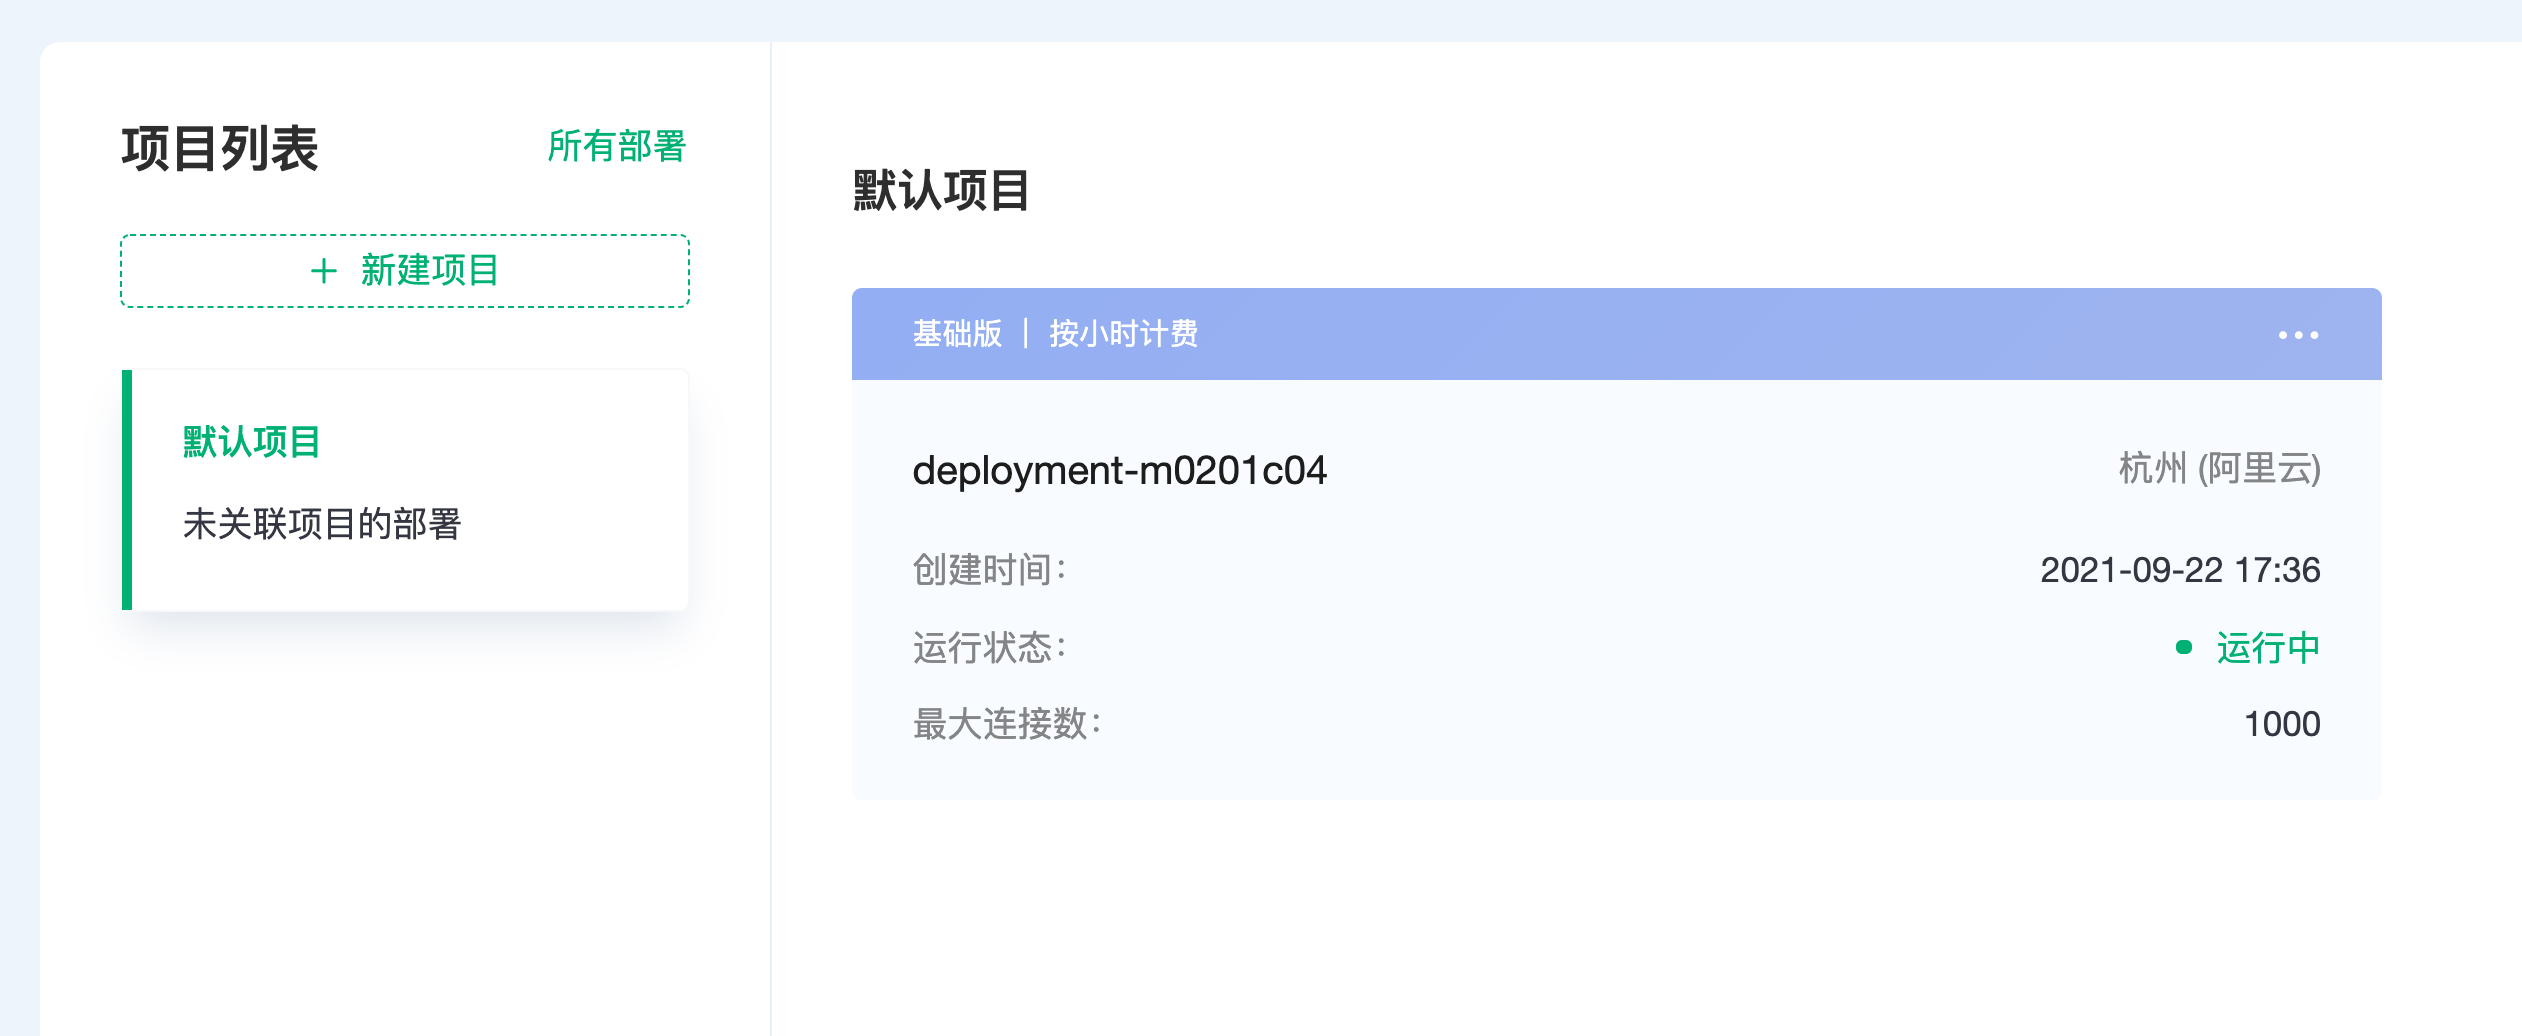 项目列表
所有部署
+ 新建项目
默认项目
未关联项目的部署
默认项目
基础版 | 按小时计费
deployment-m0201c04
杭州 (阿里云)
创建时间：
2021-09-22 17:36
运行状态：
运行中
最大连接数：
1000